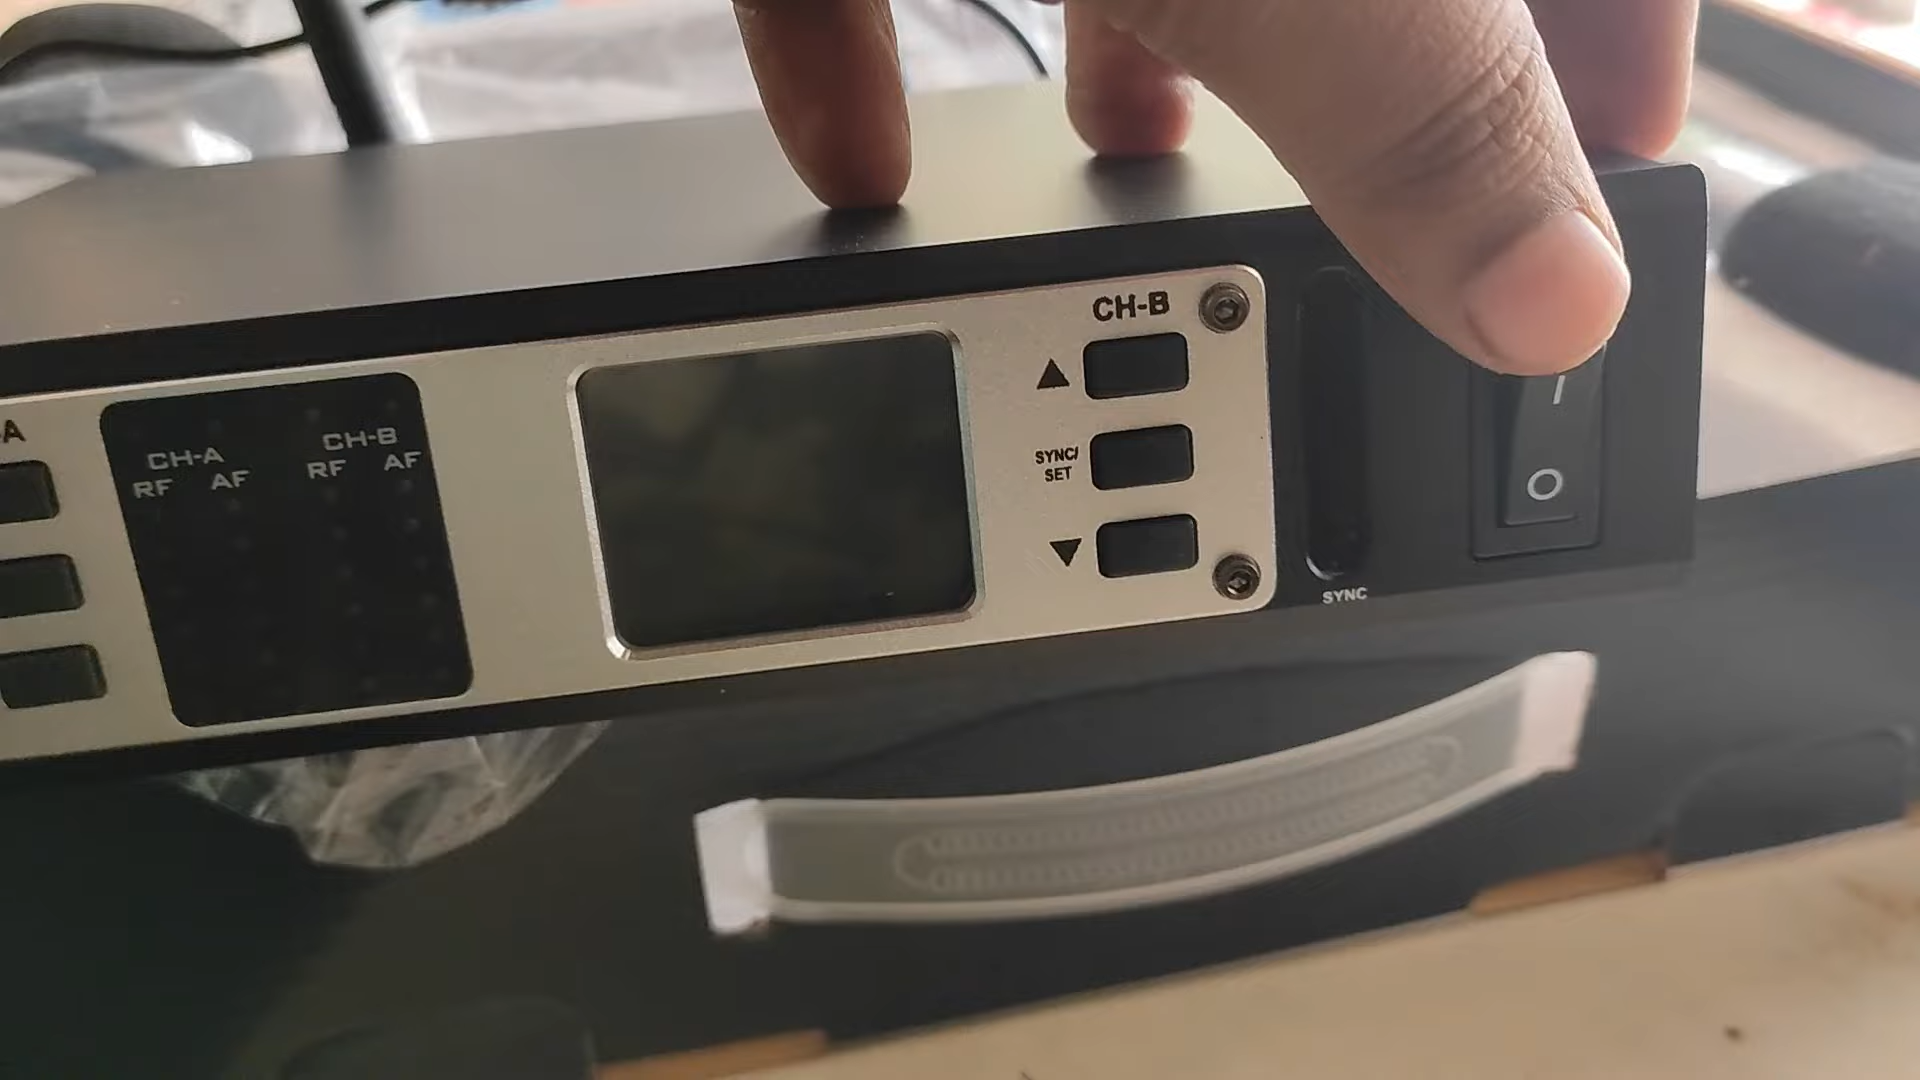 -A
CH-A
RF AF
CH-B
RF AF
CH-B
SYNC/
SET
SYNC
I
O